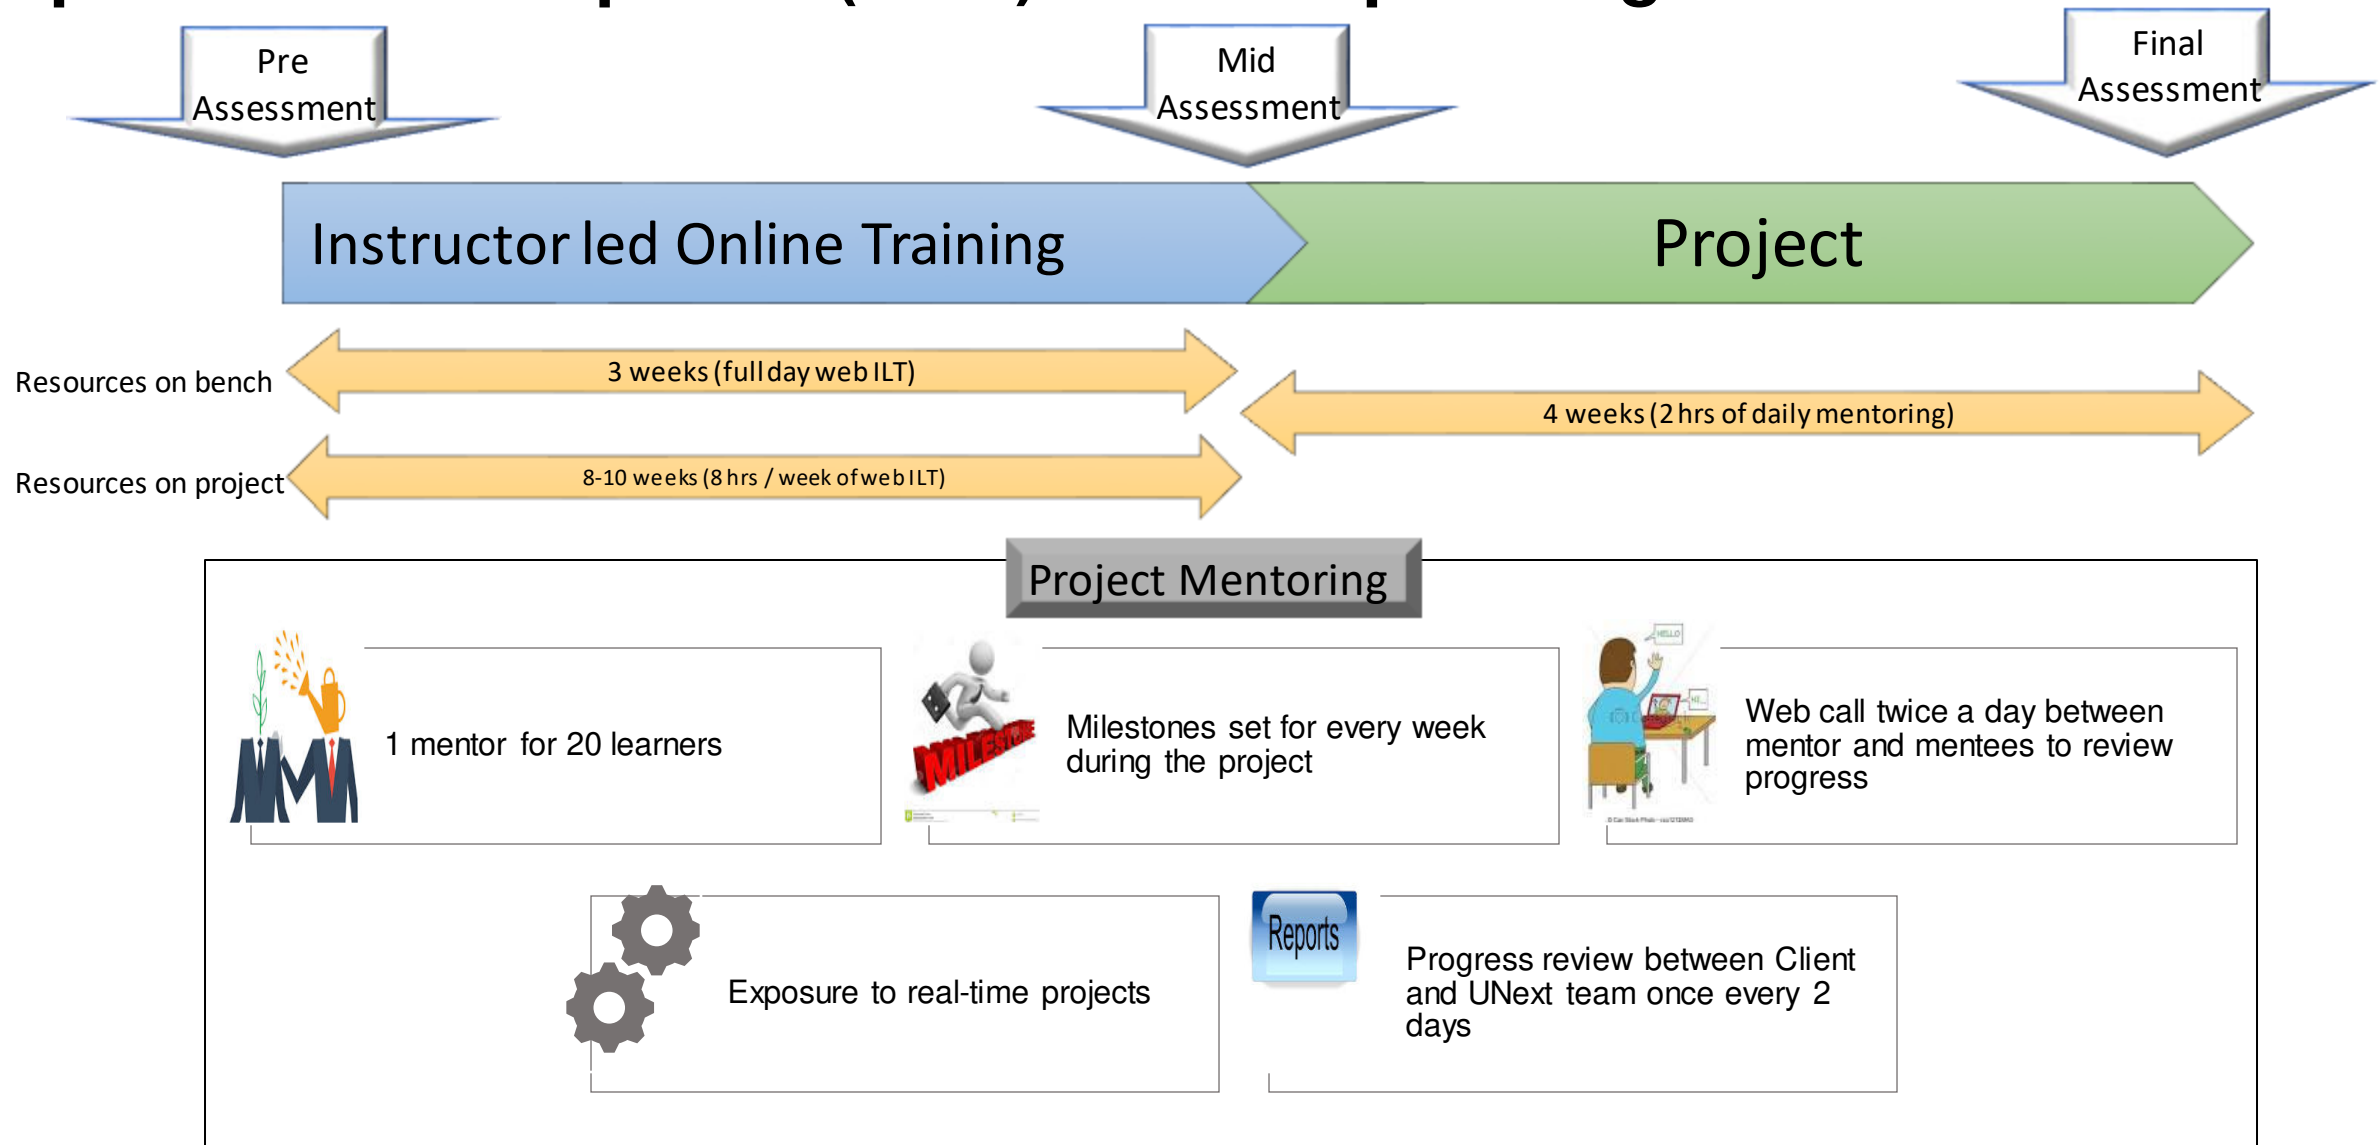 Pre
Assessment
Mid
Assessment
Final
Assessment
Instructor led Online Training
Project
Resources on bench
3 weeks (full day web ILT)
4 weeks (2 hrs of daily mentoring)
Resources on project
8-10 weeks (8 hrs / week of web ILT)
Project Mentoring
1 mentor for 20 learners
MILESTONE
Milestones set for every week
during the project
HELLO
Web call twice a day between
mentor and mentees to review
progress
Exposure to real-time projects
Reports
Progress review between Client
and UNext team once every 2
days